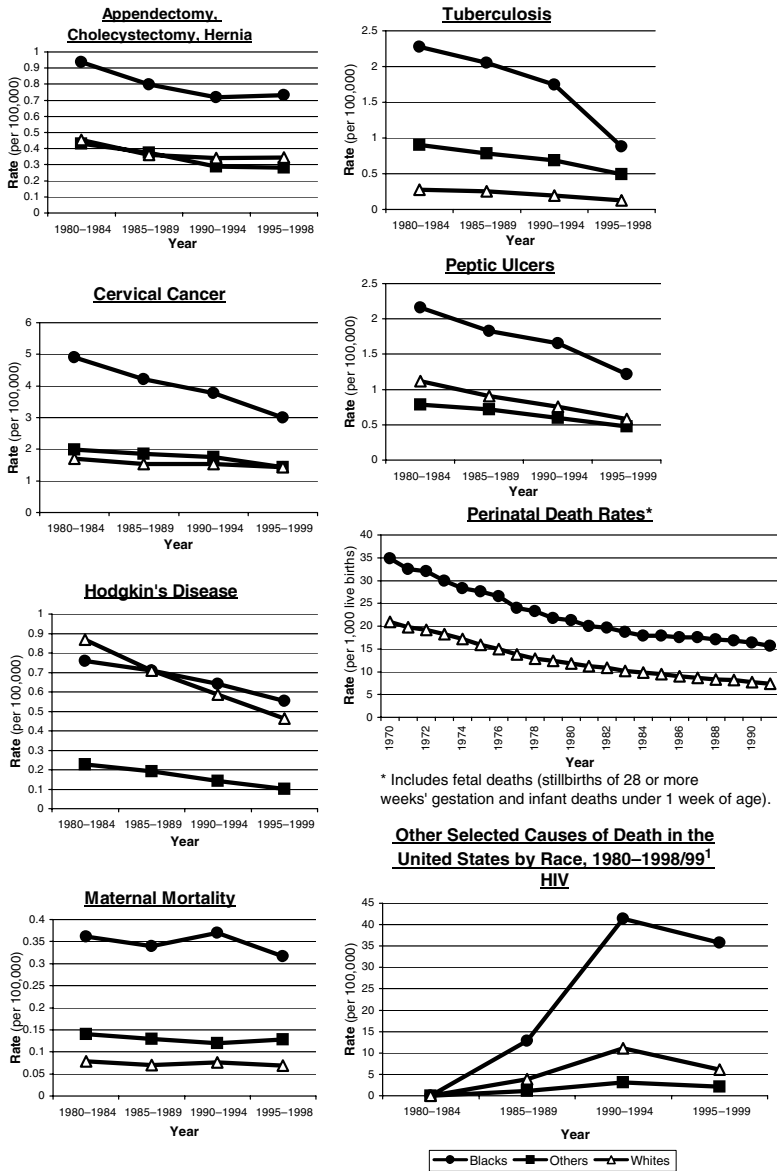 Appendectomy,
Cholecystectomy, Hernia
1
0.9
0.8
0.7
0.6
0.5
0.4
0.3
0.2
0.1
0
Rate (per 100,000)
1980–1984 1985–1989 1990–1994 1995–1998
Year
Cervical Cancer
6
5
4
3
2
1
0
Rate (per 100,000)
1980–1984 1985–1989 1990–1994 1995–1999
Year
Hodgkin's Disease
1
0.9
0.8
0.7
0.6
0.5
0.4
0.3
0.2
0.1
0
Rate (per 100,000)
1980–1984 1985–1989 1990–1994 1995–1999
Year
Maternal Mortality
0.4
0.35
0.3
0.25
0.2
0.15
0.1
0.05
0
Rate (per 100,000)
1980–1984 1985–1989 1990–1994 1995–1998
Year
Tuberculosis
2.5
2
1.5
1
0.5
0
Rate (per 100,000)
1980–1984 1985–1989 1990–1994 1995–1998
Year
Peptic Ulcers
2.5
2
1.5
1
0.5
0
Rate (per 100,000)
1980–1984 1985–1989 1990–1994 1995–1999
Year
Perinatal Death Rates*
40
35
30
25
20
15
10
5
0
Rate (per 1,000 live births)
1970 1972 1974 1976 1978 1980 1982 1984 1986 1988 1990
Year
* Includes fetal deaths (stillbirths of 28 or more
weeks' gestation and infant deaths under 1 week of age).
Other Selected Causes of Death in the
United States by Race, 1980–1998/99¹
HIV
45
40
35
30
25
20
15
10
5
0
Rate (per 100,000)
1980–1984 1985–1989 1990–1994 1995–1999
Year
Blacks Others Whites